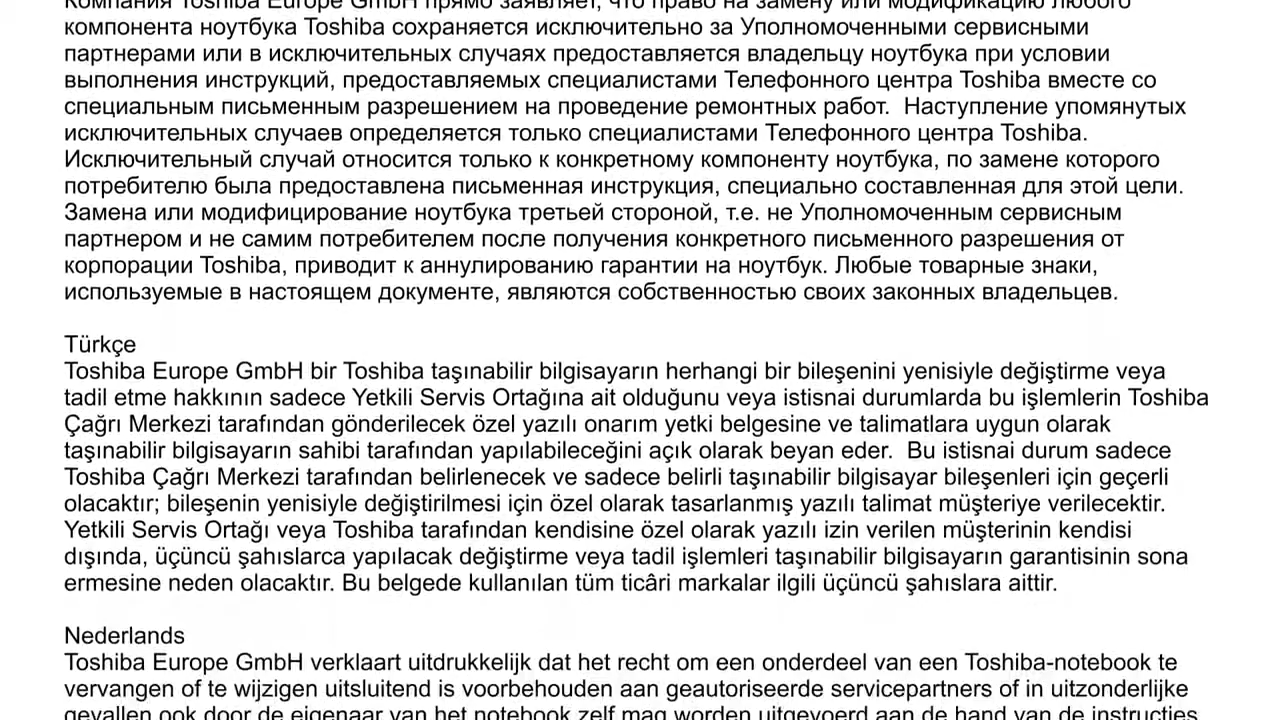 Компания Toshiba Europe GmbH прямо заявляет, что право на замену или модификацию любого
компонента ноутбука Toshiba сохраняется исключительно за Уполномоченными сервисными
партнерами или в исключительных случаях предоставляется владельцу ноутбука при условии
выполнения инструкций, предоставляемых специалистами Телефонного центра Toshiba вместе со
специальным письменным разрешением на проведение ремонтных работ.  Наступление упомянутых
исключительных случаев определяется только специалистами Телефонного центра Toshiba.
Исключительный случай относится только к конкретному компоненту ноутбука, по замене которого
потребителю была предоставлена письменная инструкция, специально составленная для этой цели.
Замена или модифицирование ноутбука третьей стороной, т.е. не Уполномоченным сервисным
партнером и не самим потребителем после получения конкретного письменного разрешения от
корпорации Toshiba, приводит к аннулированию гарантии на ноутбук. Любые товарные знаки,
используемые в настоящем документе, являются собственностью своих законных владельцев.
Türkçe
Toshiba Europe GmbH bir Toshiba taşınabilir bilgisayarın herhangi bir bileşenini yenisiyle değiştirme veya
tadil etme hakkının sadece Yetkili Servis Ortağına ait olduğunu veya istisnai durumlarda bu işlemlerin Toshiba
Çağrı Merkezi tarafından gönderilecek özel yazılı onarım yetki belgesine ve talimatlara uygun olarak
taşınabilir bilgisayarın sahibi tarafından yapılabileceğini açık olarak beyan eder.  Bu istisnai durum sadece
Toshiba Çağrı Merkezi tarafından belirlenecek ve sadece belirli taşınabilir bilgisayar bileşenleri için geçerli
olacaktır; bileşenin yenisiyle değiştirilmesi için özel olarak tasarlanmış yazılı talimat müşteriye verilecektir.
Yetkili Servis Ortağı veya Toshiba tarafından kendisine özel olarak yazılı izin verilen müşterinin kendisi
dışında, üçüncü şahıslarca yapılacak değiştirme veya tadil işlemleri taşınabilir bilgisayarın garantisinin sona
ermesine neden olacaktır. Bu belgede kullanılan tüm ticâri markalar ilgili üçüncü şahıslara aittir.
Nederlands
Toshiba Europe GmbH verklaart uitdrukkelijk dat het recht om een onderdeel van een Toshiba-notebook te
vervangen of te wijzigen uitsluitend is voorbehouden aan geautoriseerde servicepartners of in uitzonderlijke
gevallen ook door de eigenaar van het notebook zelf mag worden uitgevoerd aan de hand van de instructies